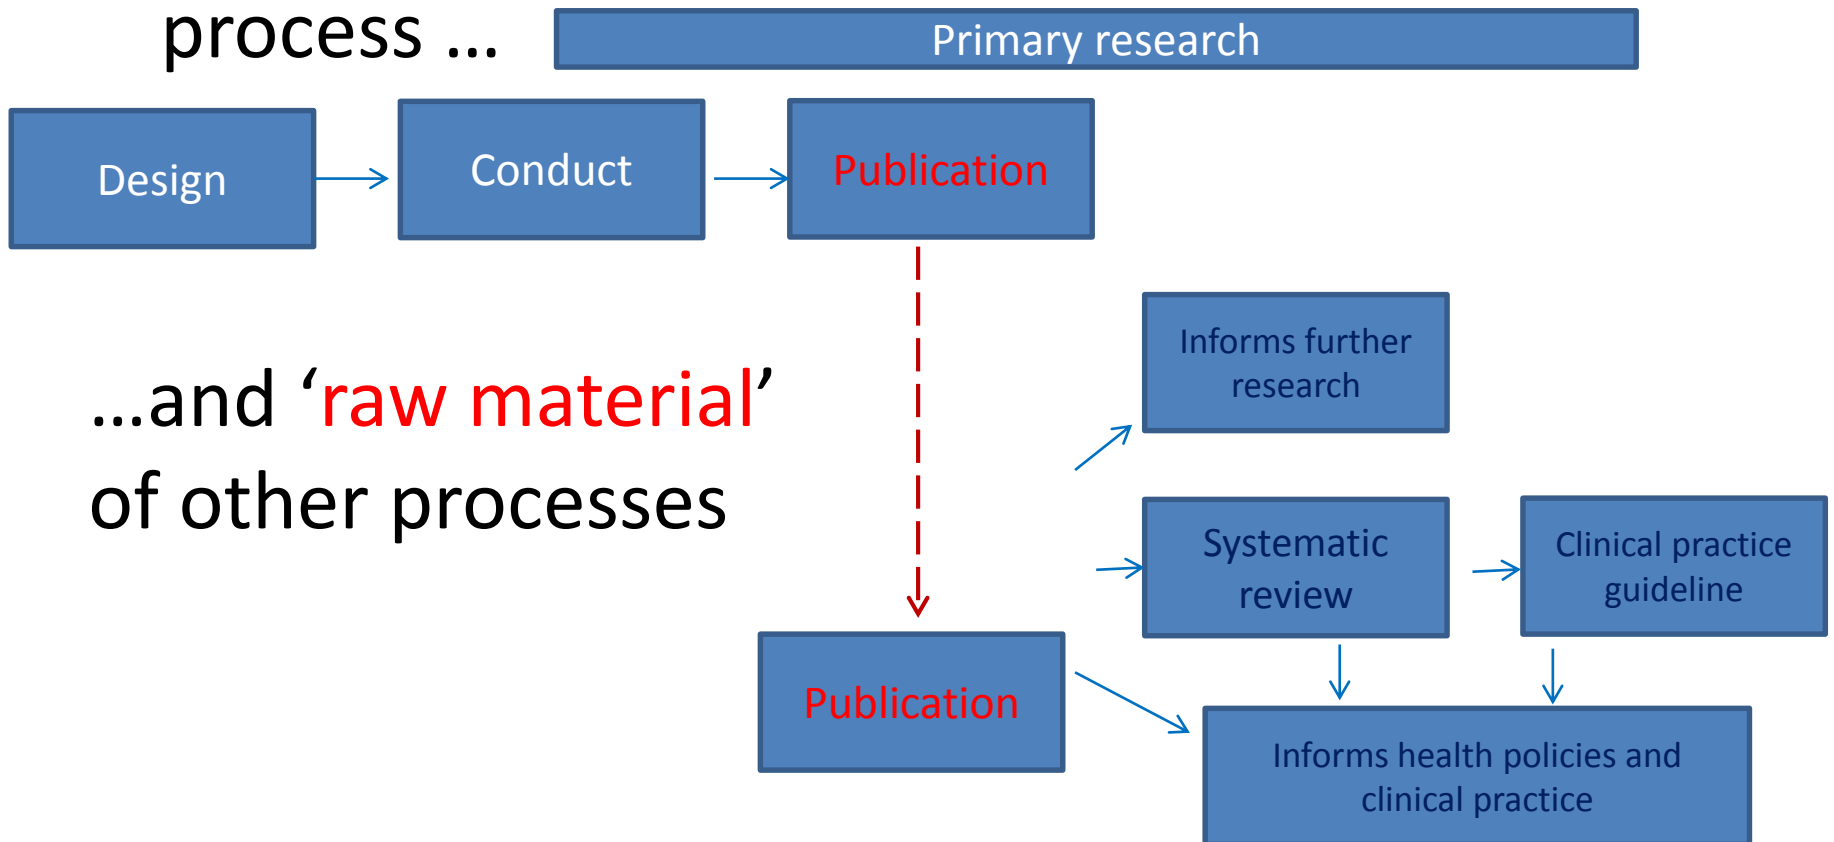 process ...
Primary research
Design
Conduct
Publication
...and ‘raw material’
of other processes
Informs further
research
Systematic
review
Clinical practice
guideline
Publication
Informs health policies and
clinical practice